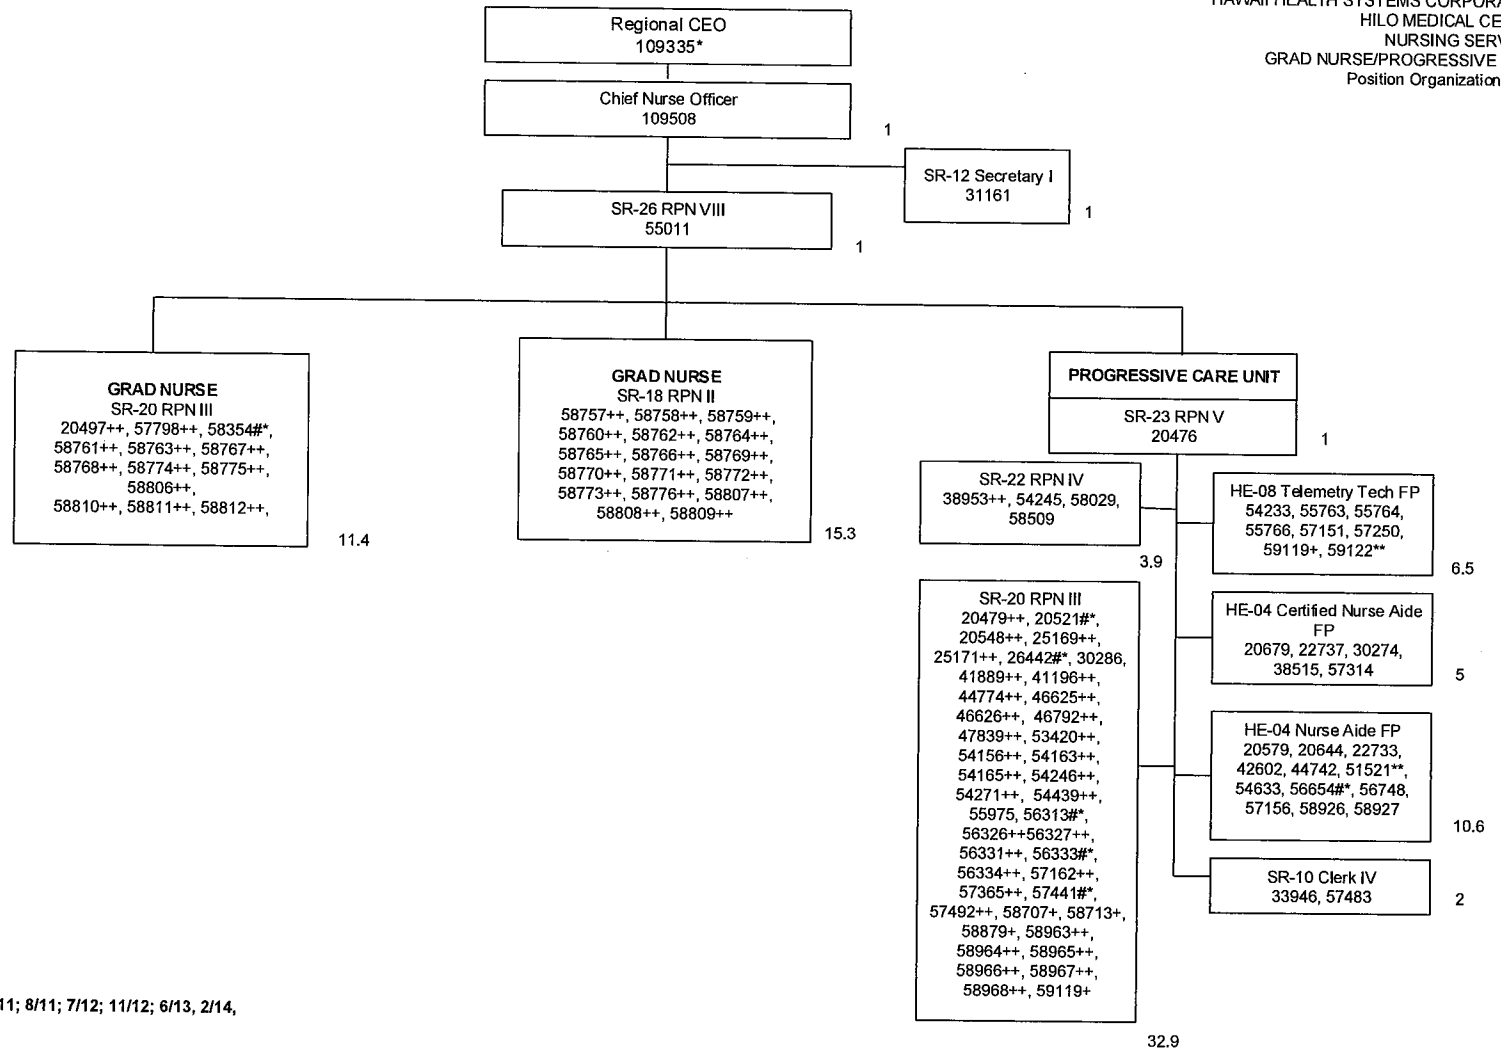 HAWAII HEALTH SYSTEMS CORPORA
HILO MEDICAL CE
NURSING SERV
GRAD NURSE/PROGRESSIVE
Position Organization
Regional CEO
109335*
Chief Nurse Officer
109508
1
SR-12 Secretary I
31161
1
SR-26 RPN VIII
55011
1
GRAD NURSE
SR-20 RPN III
20497++, 57798++, 58354#*,
58761++, 58763++, 58767++,
58768++, 58774++, 58775++,
58806++,
58810++, 58811++, 58812++,
11.4
GRAD NURSE
SR-18 RPN II
58757++, 58758++, 58759++,
58760++, 58762++, 58764++,
58765++, 58766++, 58769++,
58770++, 58771++, 58772++,
58773++, 58776++, 58807++,
58808++, 58809++
15.3
PROGRESSIVE CARE UNIT
SR-23 RPN V
20476
1
SR-22 RPN IV
38953++, 54245, 58029,
58509
3.9
SR-20 RPN III
20479++, 20521#*,
20548++, 25169++,
25171++, 26442#*, 30286,
41889++, 41196++,
44774++, 46625++,
46626++, 46792++,
47839++, 53420++,
54156++, 54163++,
54165++, 54246++,
54271++, 54439++,
55975, 56313#*,
56326++56327++,
56331++, 56333#*,
56334++, 57162++,
57365++, 57441#*,
57492++, 58707+, 58713+,
58879+, 58963++,
58964++, 58965++,
58966++, 58967++,
58968++, 59119+
32.9
HE-08 Telemetry Tech FP
54233, 55763, 55764,
55766, 57151, 57250,
59119+, 59122**
6.5
HE-04 Certified Nurse Aide
FP
20679, 22737, 30274,
38515, 57314
5
HE-04 Nurse Aide FP
20579, 20644, 22733,
42602, 44742, 51521**,
54633, 56654#*, 56748,
57156, 58926, 58927
10.6
SR-10 Clerk IV
33946, 57483
2
11; 8/11; 7/12; 11/12; 6/13, 2/14,